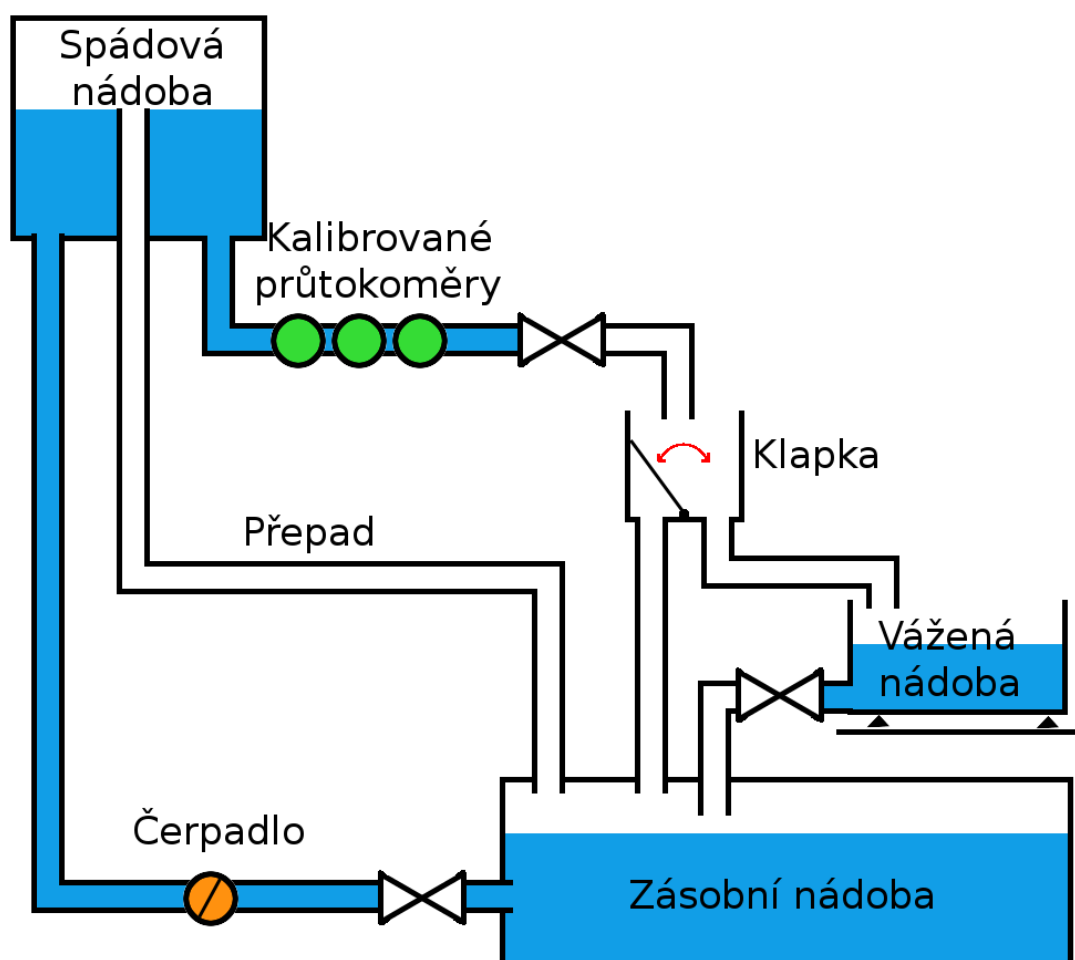 Spádová
nádoba
Kalibrované
průtokoměry
Klapka
Přepad
Vážená
nádoba
Čerpadlo
Zásobní nádoba